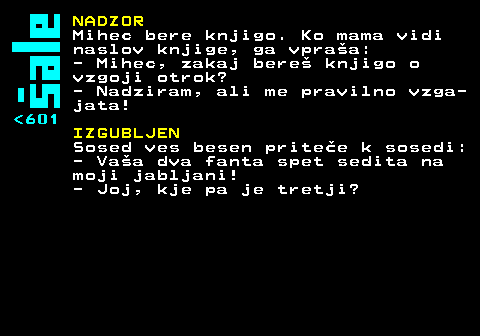 Šale
<601
NADZOR
Mihec bere knjigo. Ko mama vidi
naslov knjige, ga vpraša:
- Mihec, zakaj bereš knjigo o
vzgoji otrok?
- Nadziram, ali me pravilno vzga-
jata!
IZGUBLJEN
Sosed ves besen priteče k sosedi:
- Vaša dva fanta spet sedita na
moji jabljani!
- Joj, kje pa je tretji?